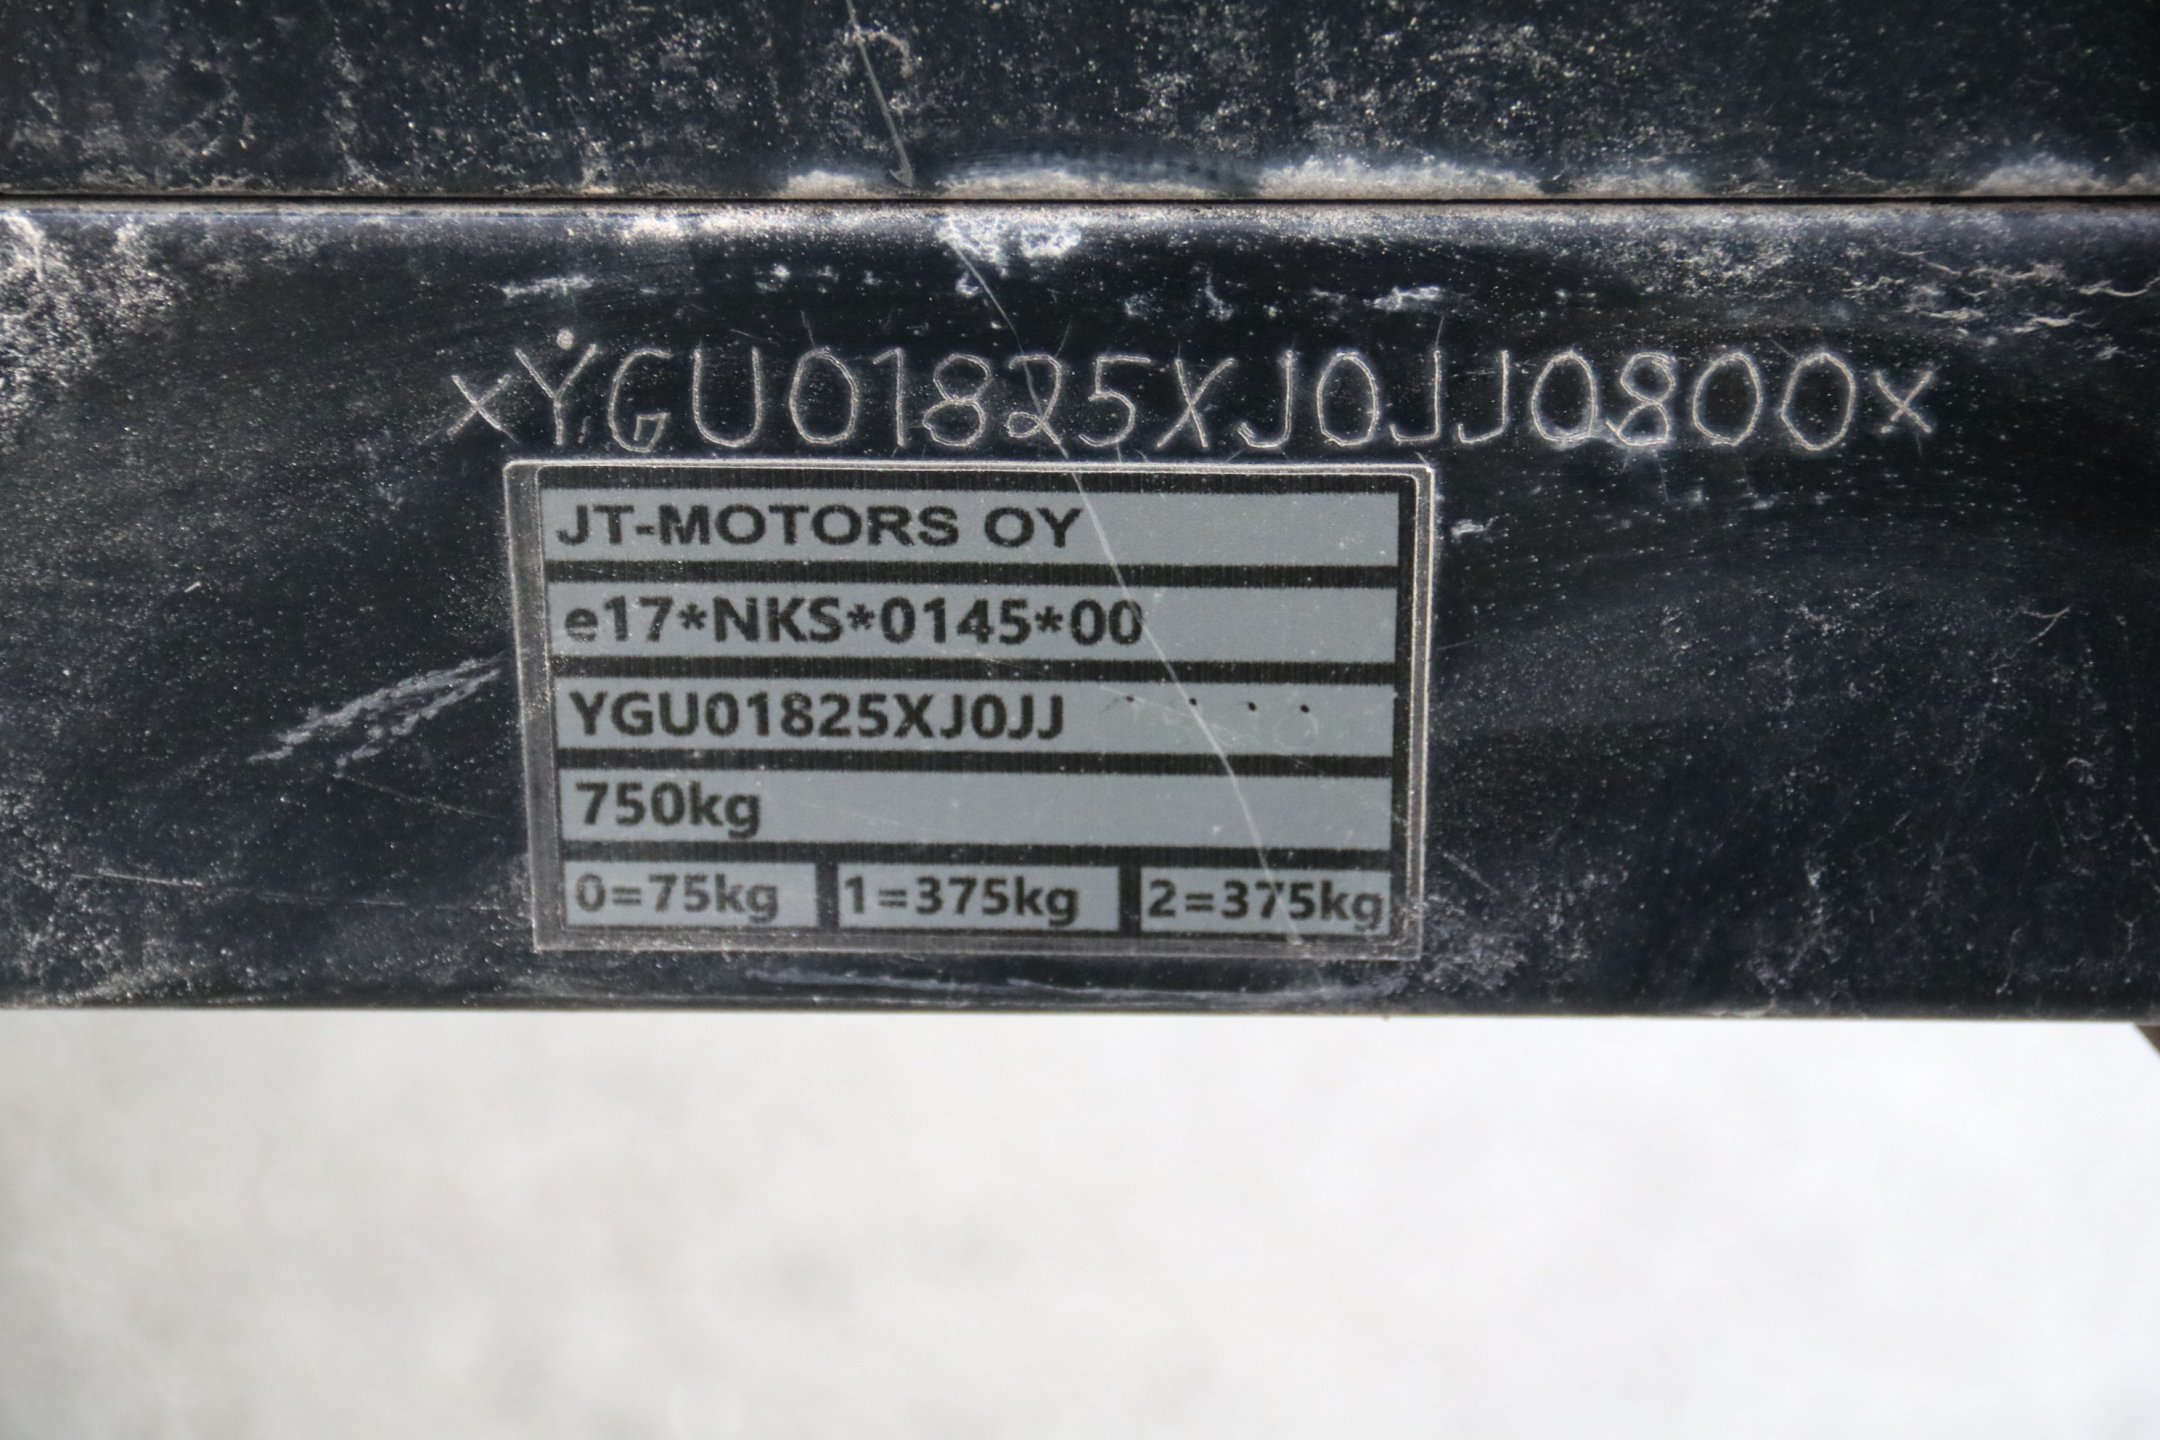 xYGU01825XJ0JJ0800x
JT-MOTORS OY
e17*NKS*0145*00
YGU01825XJ0JJ
750kg
0=75kg 1=375kg 2=375kg